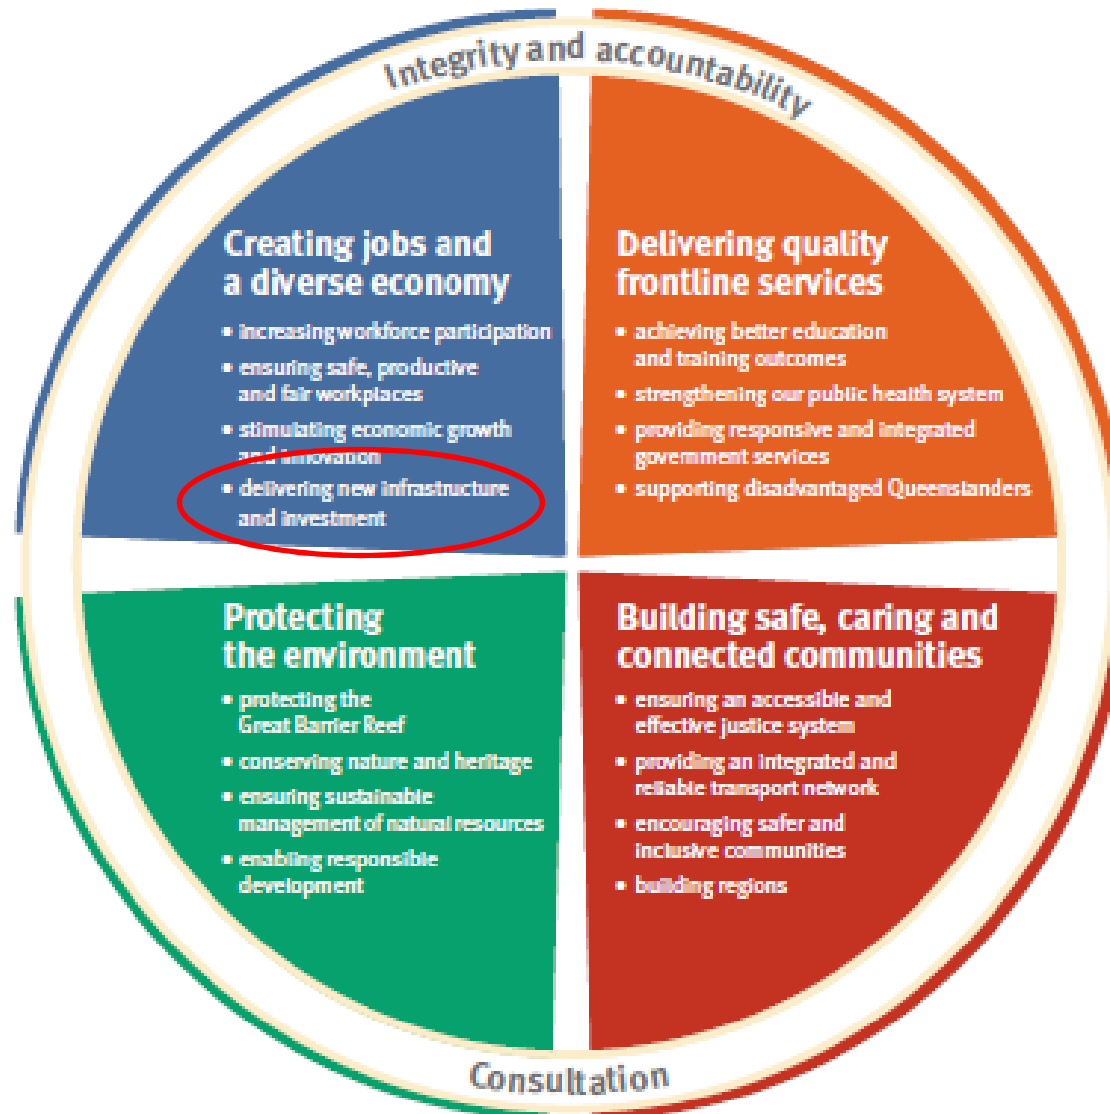 Integrity and accountability
Creating jobs and
a diverse economy
• increasing workforce participation
• ensuring safe, productive
and fair workplaces
• stimulating economic growth
and innovation
• delivering new infrastructure
and investment
Delivering quality
frontline services
• achieving better education
and training outcomes
• strengthening our public health system
• providing responsive and integrated
government services
• supporting disadvantaged Queenslanders
Protecting
the environment
• protecting the
Great Barrier Reef
• conserving nature and heritage
• ensuring sustainable
management of natural resources
• enabling responsible
development
Building safe, caring and
connected communities
• ensuring an accessible and
effective justice system
• providing an integrated and
reliable transport network
• encouraging safer and
inclusive communities
• building regions
Consultation